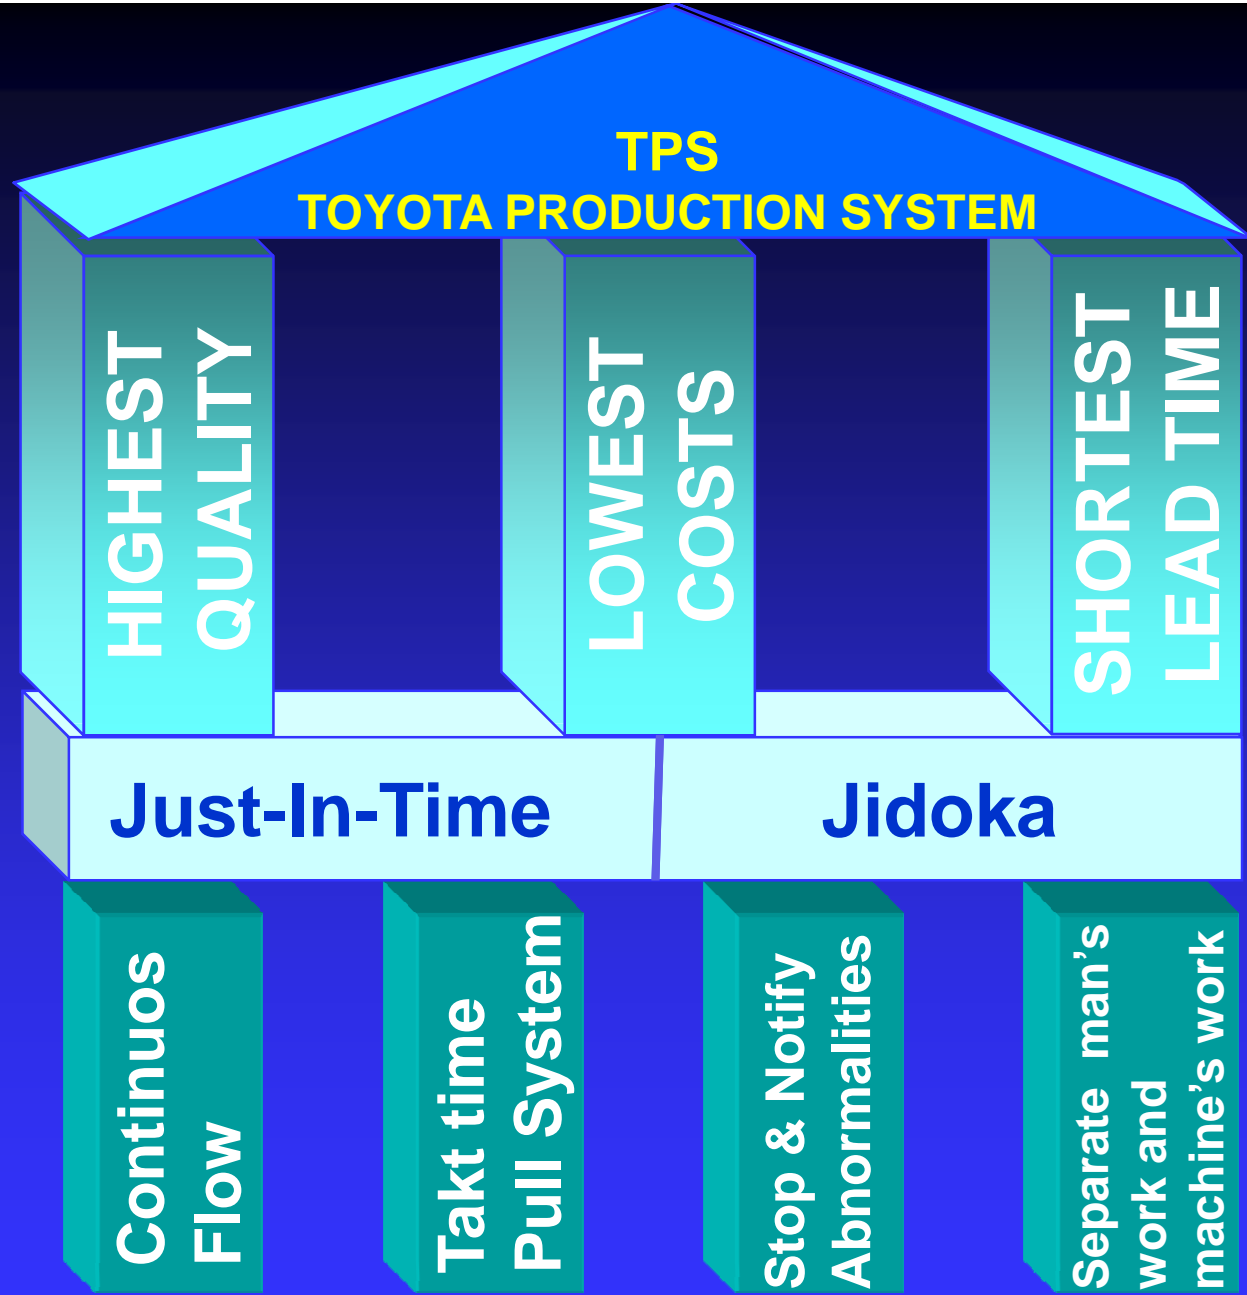 TPS
TOYOTA PRODUCTION SYSTEM
HIGHEST
QUALITY
LOWEST
COSTS
SHORTEST
LEAD TIME
Just-In-Time
Jidoka
Continuos
Flow
Takt time
Pull System
Stop & Notify
Abnormalities
Separate man’s
work and
machine’s work